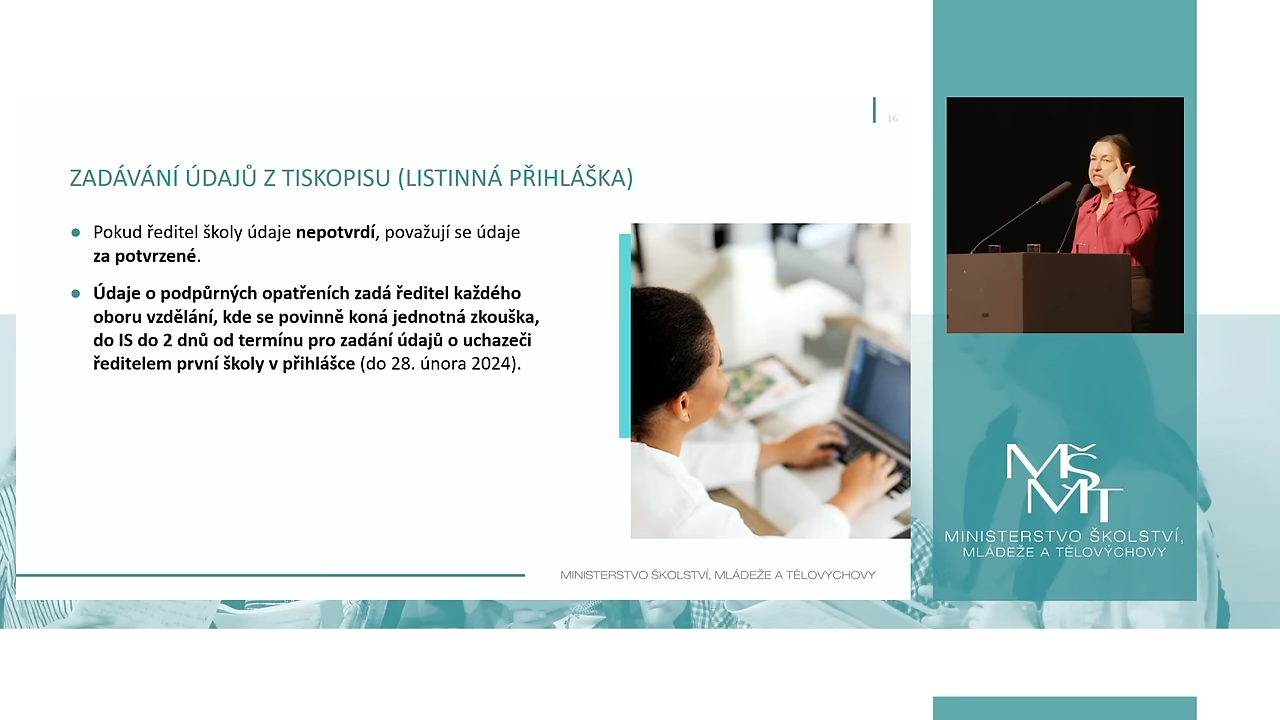 16
ZADÁVÁNÍ ÚDAJŮ Z TISKOPISU (LISTINNÁ PŘIHLÁŠKA)
Pokud ředitel školy údaje nepotvrdí, považují se údaje
za potvrzené.
Údaje o podpůrných opatřeních zadá ředitel každého
oboru vzdělání, kde se povinně koná jednotná zkouška,
do IS do 2 dnů od termínu pro zadání údajů o uchazeči
ředitelem první školy v přihlášce (do 28. února 2024).
MINISTERSTVO ŠKOLSTVÍ, MLÁDEŽE A TĚLOVÝCHOVY
MŠ
MT
MINISTERSTVO ŠKOLSTVÍ,
MLÁDEŽE A TĚLOVÝCHOVY